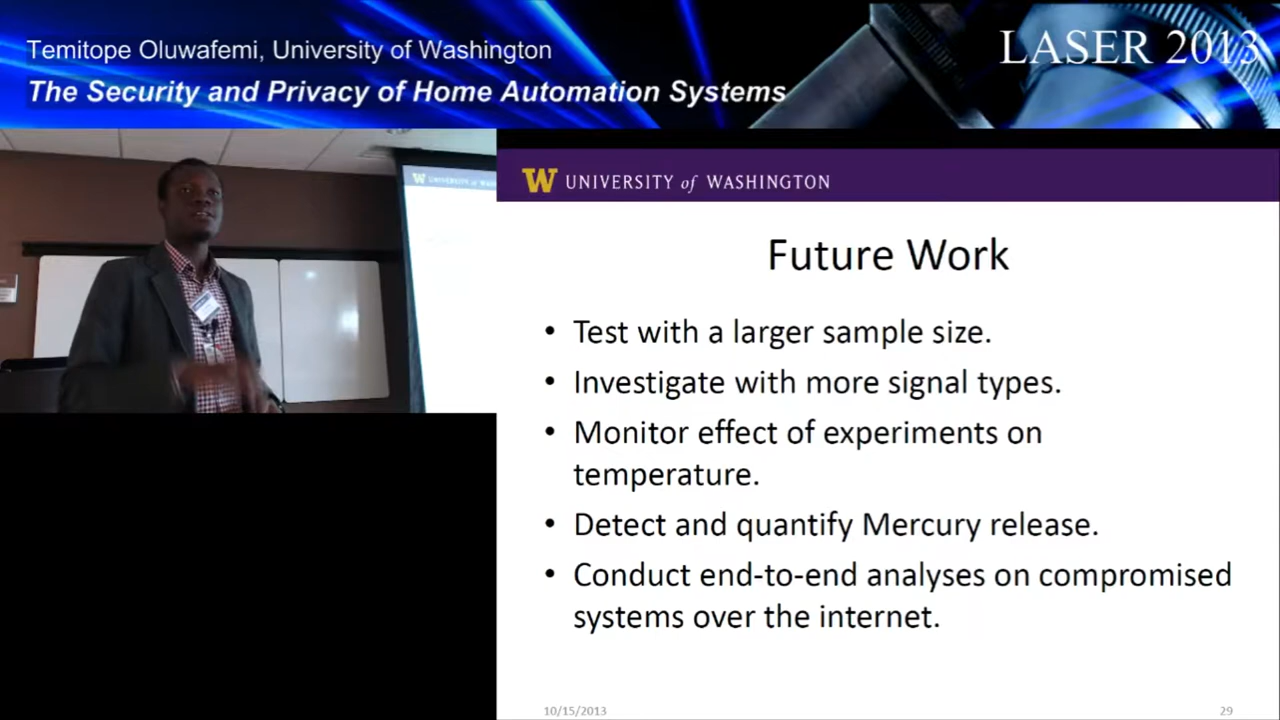 Temitope Oluwafemi, University of Washington
The Security and Privacy of Home Automation Systems
LASER 2013
W UNIVERSITY of WASHINGTON
Future Work
• Test with a larger sample size.
• Investigate with more signal types.
• Monitor effect of experiments on
temperature.
• Detect and quantify Mercury release.
• Conduct end-to-end analyses on compromised
systems over the internet.
10/15/2013
29